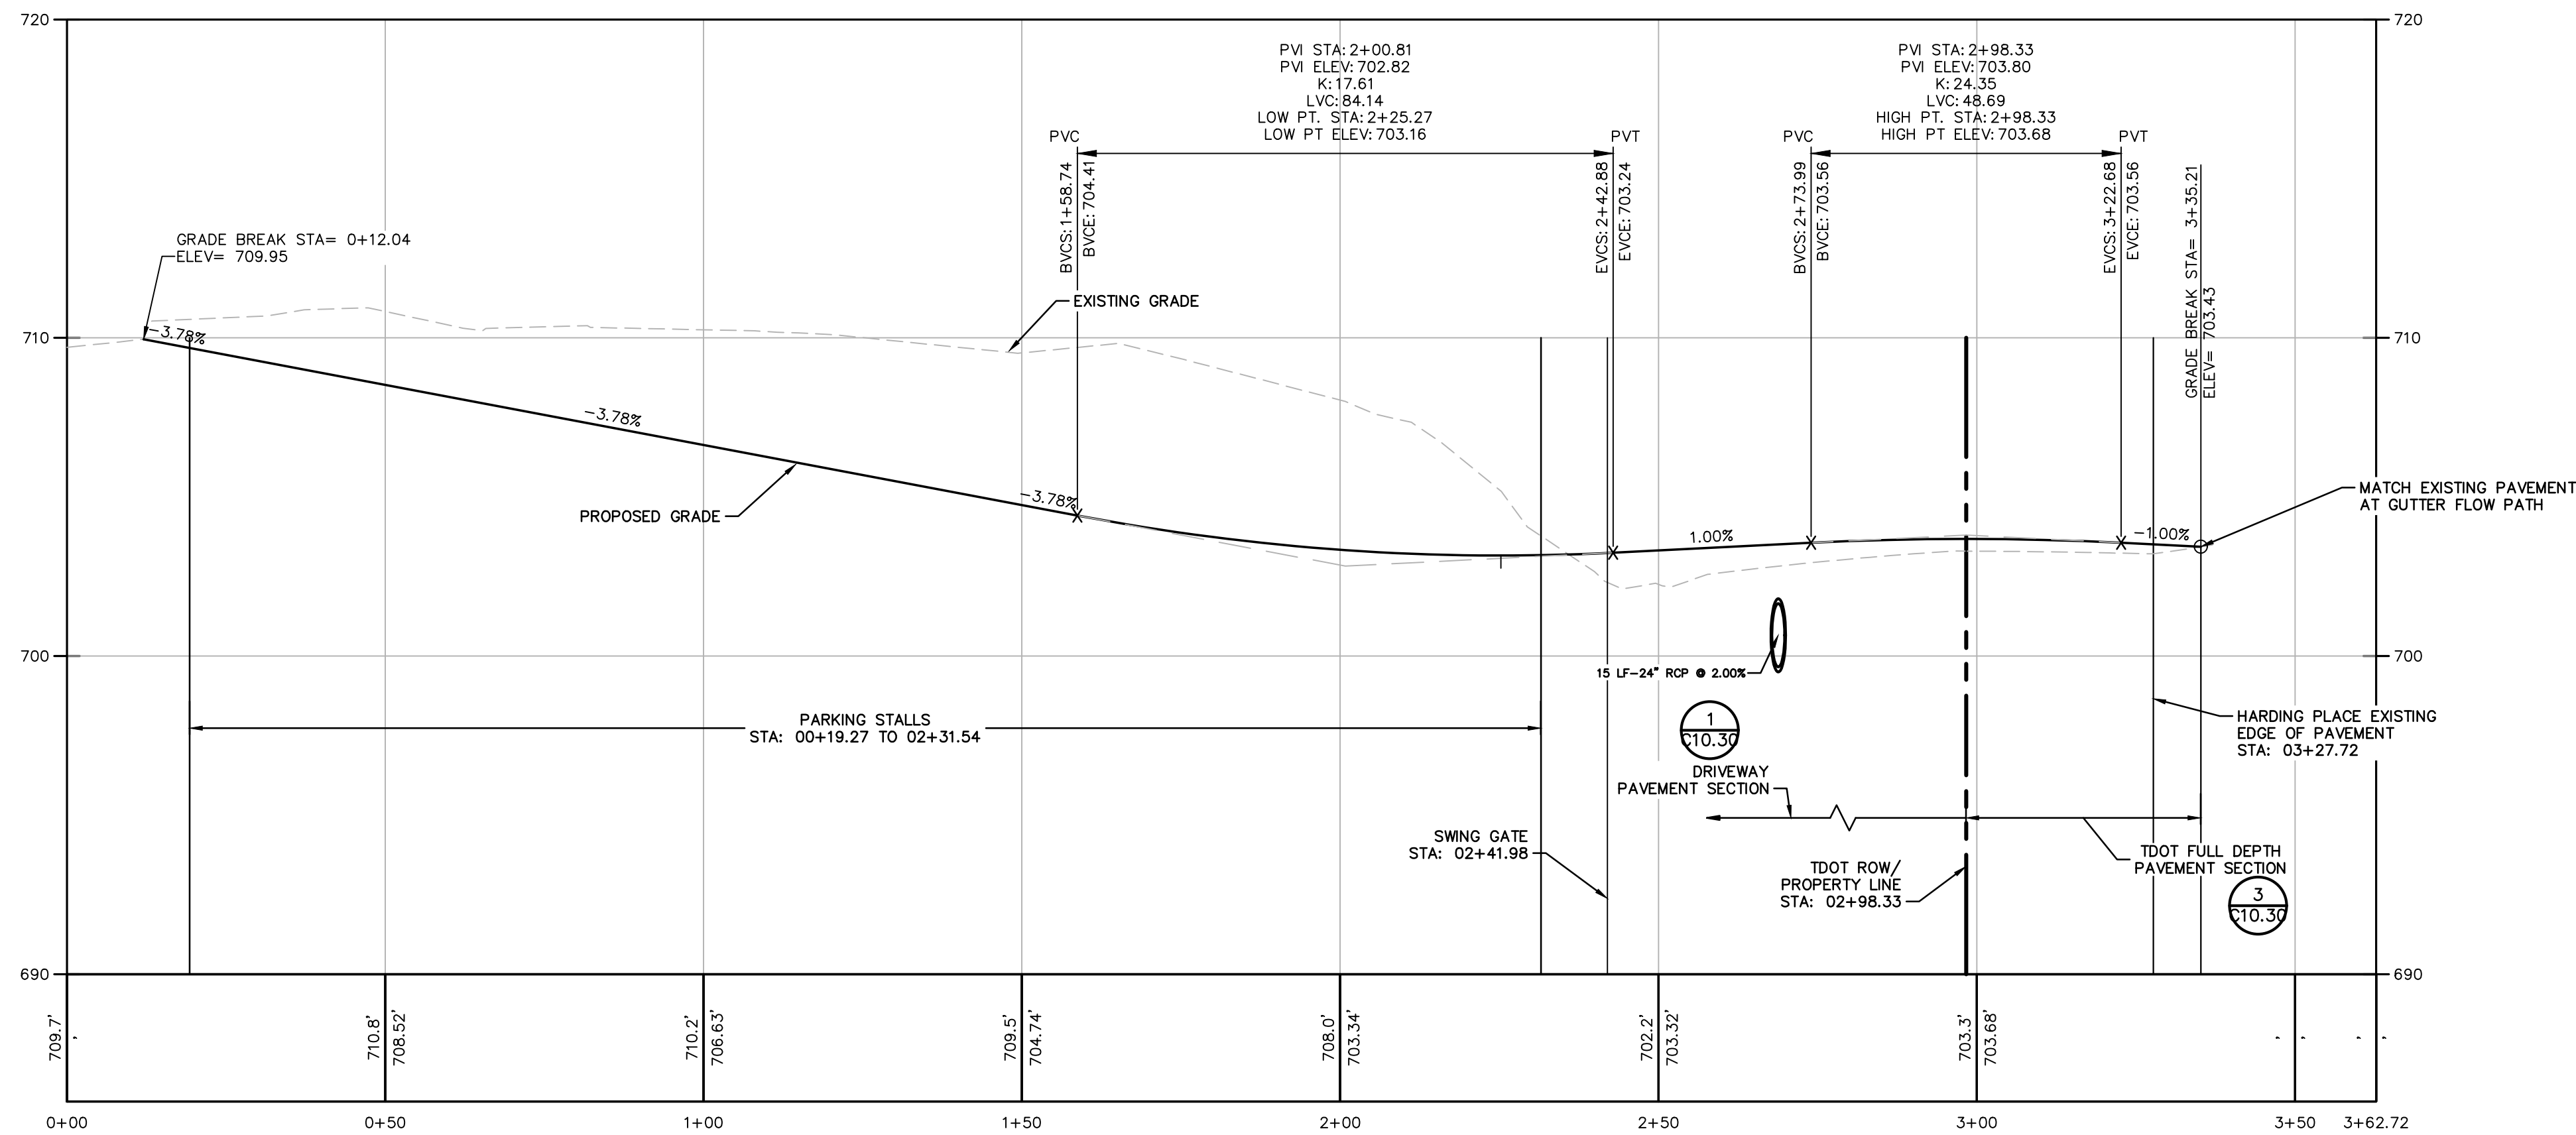 720
720
PVI STA: 2+00.81
PVI ELEV: 702.82
K: 17.61
LVC: 84.14
LOW PT. STA: 2+25.27
LOW PT ELEV: 703.16
PVI STA: 2+98.33
PVI ELEV: 703.80
K: 24.35
LVC: 48.69
HIGH PT. STA: 2+98.33
HIGH PT ELEV: 703.68
PVC
PVT
PVC
PVT
BVCS: 1+58.74
BVCE: 704.41
EVCS: 2+42.88
EVCE: 703.24
BVCS: 2+73.99
BVCE: 703.56
EVCS: 3+22.68
EVCE: 703.56
GRADE BREAK STA= 3+35.21
ELEV= 703.43
GRADE BREAK STA= 0+12.04
ELEV= 709.95
EXISTING GRADE
710
710
-3.78%
-3.78%
-3.78%
PROPOSED GRADE
1.00%
-1.00%
MATCH EXISTING PAVEMENT
AT GUTTER FLOW PATH
700
700
15 LF-24" RCP @ 2.00%
PARKING STALLS
STA: 00+19.27 TO 02+31.54
1
C10.30
HARDING PLACE EXISTING
EDGE OF PAVEMENT
STA: 03+27.72
DRIVEWAY
PAVEMENT SECTION
SWING GATE
STA: 02+41.98
TDOT ROW/
PROPERTY LINE
STA: 02+98.33
TDOT FULL DEPTH
PAVEMENT SECTION
3
C10.30
690
690
709.7'
'
710.8'
708.52'
710.2'
706.63'
709.5'
704.74'
708.0'
703.34'
702.2'
703.32'
703.3'
703.68'
'
'
'
'
0+00
0+50
1+00
1+50
2+00
2+50
3+00
3+50
3+62.72